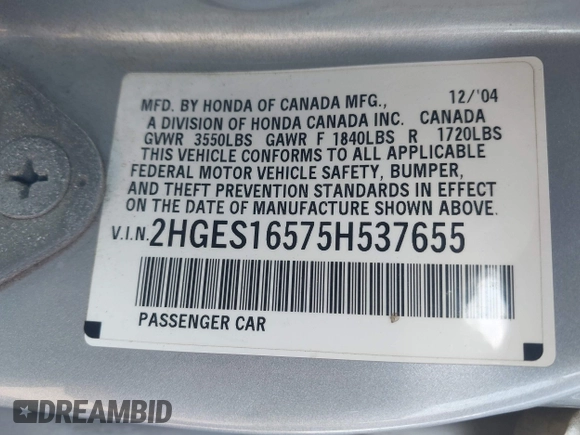 MFD. BY HONDA OF CANADA MFG., 12/'04
A DIVISION OF HONDA CANADA INC. CANADA
GVWR 3550LBS GAWR F 1840LBS R 1720LBS
THIS VEHICLE CONFORMS TO ALL APPLICABLE
FEDERAL MOTOR VEHICLE SAFETY, BUMPER,
AND THEFT PREVENTION STANDARDS IN EFFECT
ON THE DATE OF MANUFACTURE SHOWN ABOVE.
V.I.N. 2HGES16575H537655
PASSENGER CAR
DREAMBID